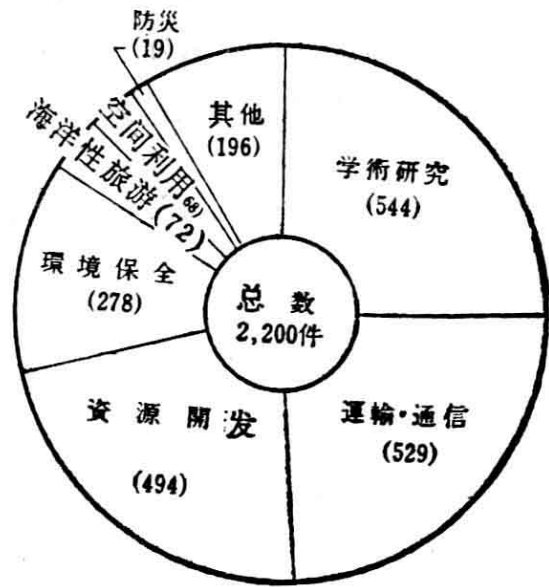 防災
(19)
其他
(196)
学術研究
(544)
空间利用(68)
海洋性旅游(72)
環境保全
(278)
总数
2,200件
資源開发
(494)
運輸·通信
(529)